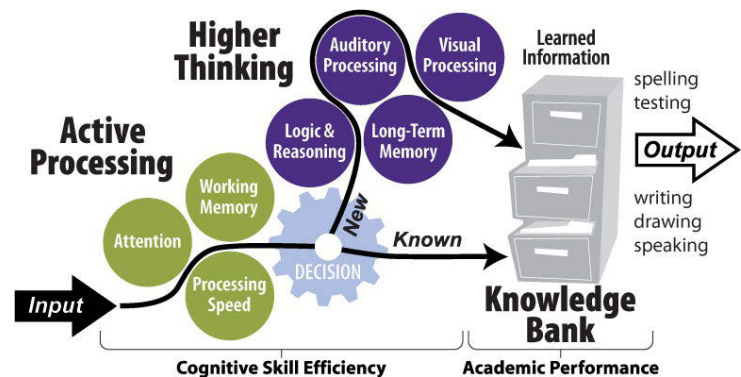 Higher
Thinking
Auditory
Processing
Visual
Processing
Learned
Information
spelling
testing
Active
Processing
Logic &
Reasoning
Long-Term
Memory
Output
Working
Memory
Attention
New
Known
writing
drawing
speaking
DECISION
Processing
Speed
Input
Knowledge
Bank
Cognitive Skill Efficiency
Academic Performance